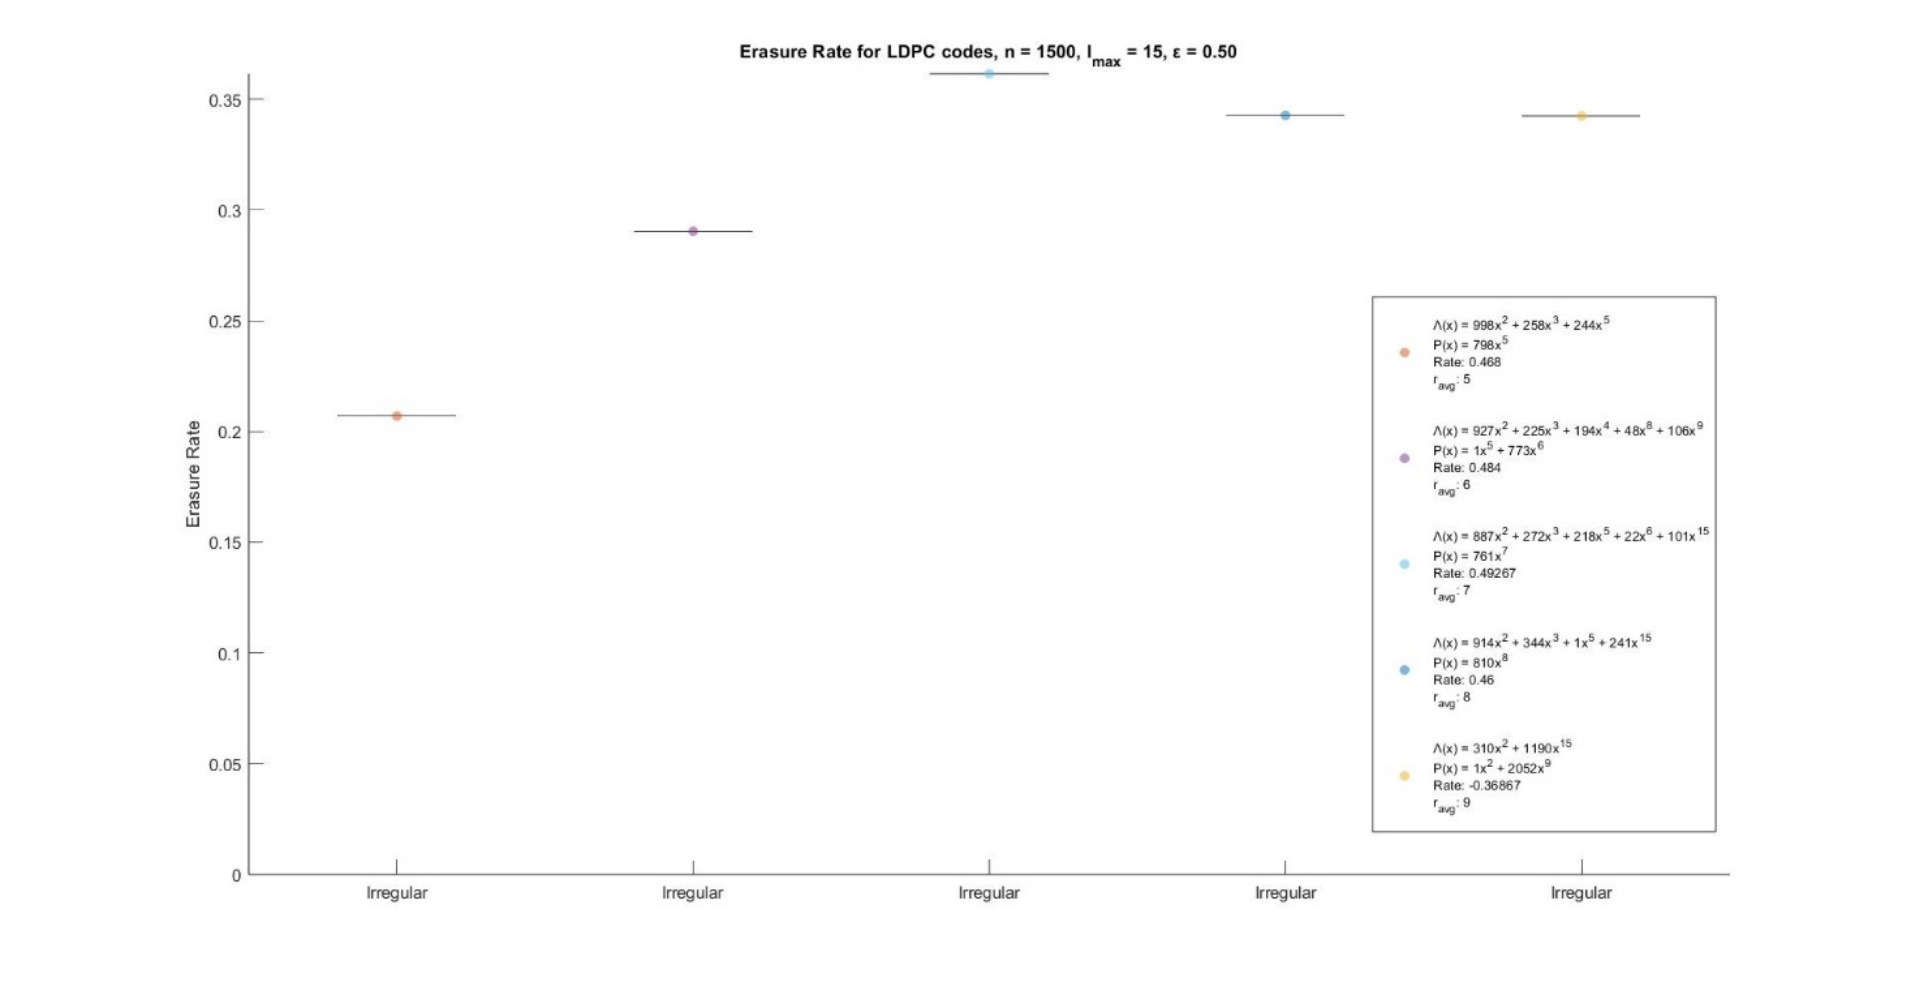 Erasure Rate for LDPC codes, n = 1500, l_max = 15, ε = 0.50
0.35
0.3
0.25
0.2
0.15
0.1
0.05
0
Erasure Rate
Irregular Irregular Irregular Irregular Irregular
Λ(x) = 998x^2 + 258x^3 + 244x^5
P(x) = 798x^5
Rate: 0.468
r_avg: 5
Λ(x) = 927x^2 + 225x^3 + 194x^4 + 48x^8 + 106x^9
P(x) = 1x^5 + 773x^6
Rate: 0.484
r_avg: 6
Λ(x) = 887x^2 + 272x^3 + 218x^5 + 22x^6 + 101x^15
P(x) = 761x^7
Rate: 0.49267
r_avg: 7
Λ(x) = 914x^2 + 344x^3 + 1x^5 + 241x^15
P(x) = 810x^8
Rate: 0.46
r_avg: 8
Λ(x) = 310x^2 + 1190x^15
P(x) = 1x^2 + 2052x^9
Rate: -0.36867
r_avg: 9